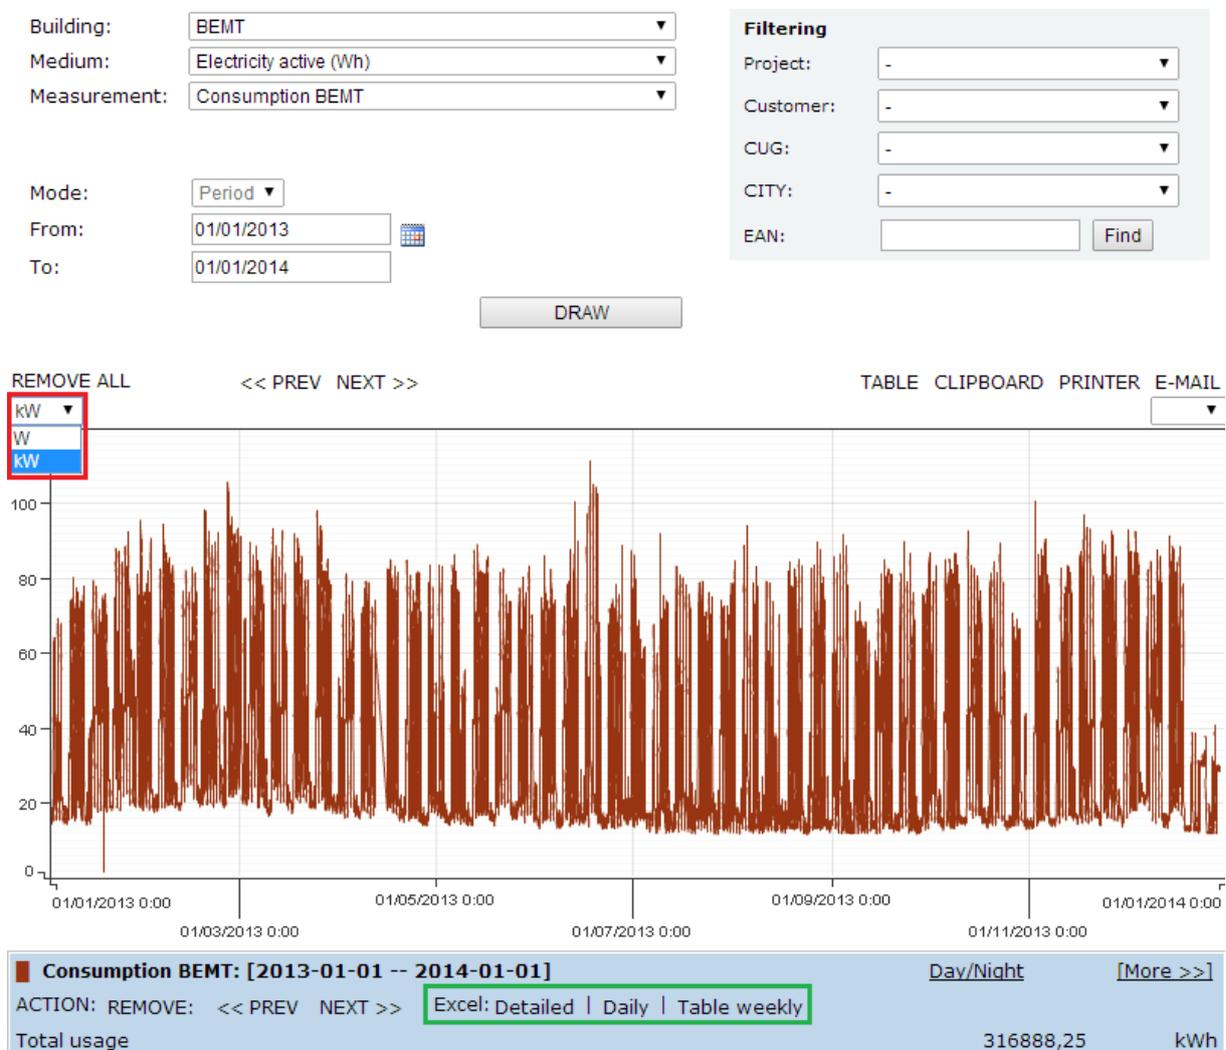 Building: BEMT
Medium: Electricity active (Wh)
Measurement: Consumption BEMT
Mode: Period
From: 01/01/2013
To: 01/01/2014
Filtering
Project: -
Customer: -
CUG: -
CITY: -
EAN: Find
DRAW
REMOVE ALL << PREV NEXT >> TABLE CLIPBOARD PRINTER E-MAIL
kW
W
kW
100
80
60
40
20
0
01/01/2013 0:00 01/05/2013 0:00 01/09/2013 0:00 01/01/2014 0:00
01/03/2013 0:00 01/07/2013 0:00 01/11/2013 0:00
Consumption BEMT: [2013-01-01 -- 2014-01-01] Day/Night [More >>]
ACTION: REMOVE: << PREV NEXT >> Excel: Detailed | Daily | Table weekly
Total usage 316888,25 kWh